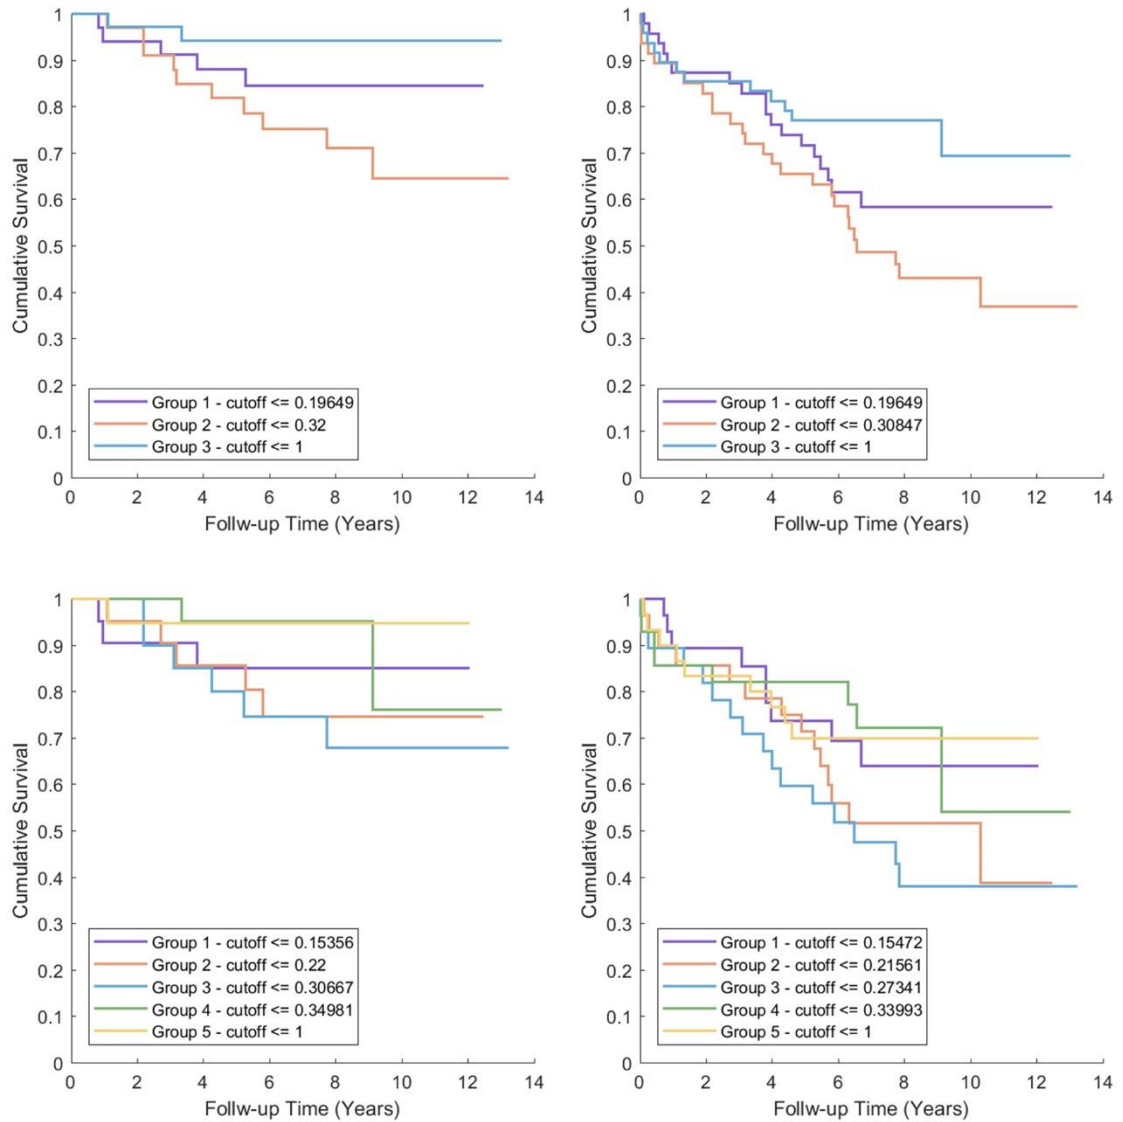 1
0.9
0.8
0.7
0.6
0.5
0.4
0.3
0.2
0.1
0
Cumulative Survival
Group 1 - cutoff <= 0.19649
Group 2 - cutoff <= 0.32
Group 3 - cutoff <= 1
0 2 4 6 8 10 12 14
Follw-up Time (Years)
1
0.9
0.8
0.7
0.6
0.5
0.4
0.3
0.2
0.1
0
Cumulative Survival
Group 1 - cutoff <= 0.19649
Group 2 - cutoff <= 0.30847
Group 3 - cutoff <= 1
0 2 4 6 8 10 12 14
Follw-up Time (Years)
1
0.9
0.8
0.7
0.6
0.5
0.4
0.3
0.2
0.1
0
Cumulative Survival
Group 1 - cutoff <= 0.15356
Group 2 - cutoff <= 0.22
Group 3 - cutoff <= 0.30667
Group 4 - cutoff <= 0.34981
Group 5 - cutoff <= 1
0 2 4 6 8 10 12 14
Follw-up Time (Years)
1
0.9
0.8
0.7
0.6
0.5
0.4
0.3
0.2
0.1
0
Cumulative Survival
Group 1 - cutoff <= 0.15472
Group 2 - cutoff <= 0.21561
Group 3 - cutoff <= 0.27341
Group 4 - cutoff <= 0.33993
Group 5 - cutoff <= 1
0 2 4 6 8 10 12 14
Follw-up Time (Years)